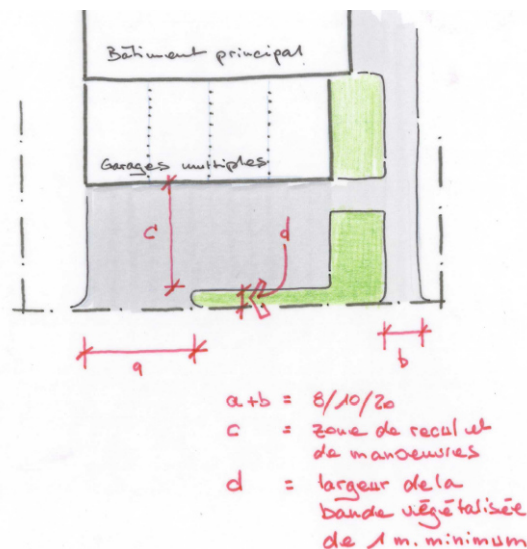 Bâtiment principal
Garages multiples
c
d
a
b
a+b = 8/10/20
c = zone de recul et
de manoeuvres
d = largeur de la
bande végétalisée
de 1 m. minimum